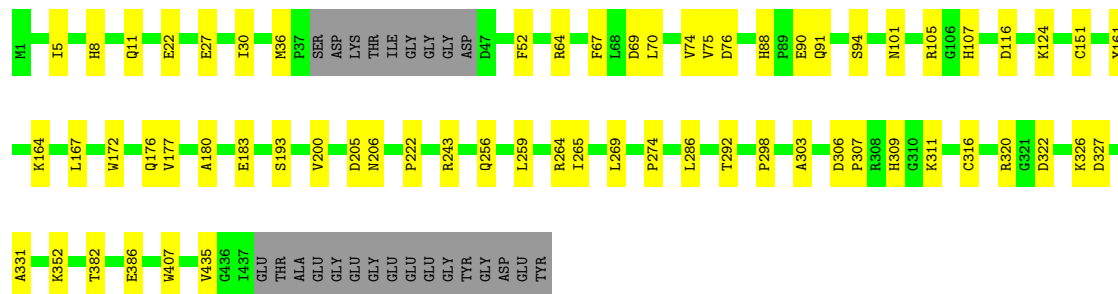 M1 I5 H8 Q11 E22 E27 I30 M36 P37 SER ASP LYS THR ILE GLY GLY GLY ASP D47 F52 R64 F67 L68 D69 L70 V74 V75 D76 H88 P89 E90 Q91 S94 N101 R105 G106 H107 D116 K124 C151 Y161
K164 L167 W172 Q176 V177 A180 E183 S193 V200 D205 N206 P222 R243 Q256 L259 R264 I265 L269 P274 L286 T292 P298 A303 D306 P307 R308 H309 G310 K311 C316 R320 G321 D322 K326 D327
A331 K352 T382 E386 W407 V435 G436 I437 GLU THR ALA GLU GLY GLU GLY GLU GLU GLU GLY TYR GLY ASP GLU TYR